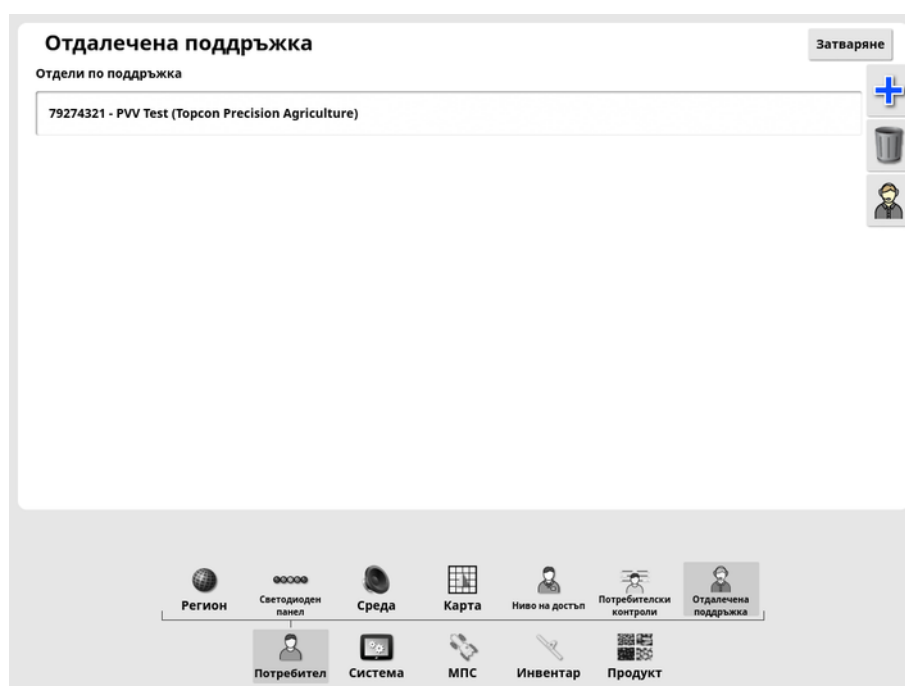 Отдалечена поддръжка
Затваряне
Отдели по поддръжка
79274321 - PVV Test (Topcon Precision Agriculture)
Регион
Светодиоден
панел
Среда
Карта
Ниво на достъп
Потребителски
контроли
Отдалечена
поддръжка
Потребител
Система
МПС
Инвентар
Продукт